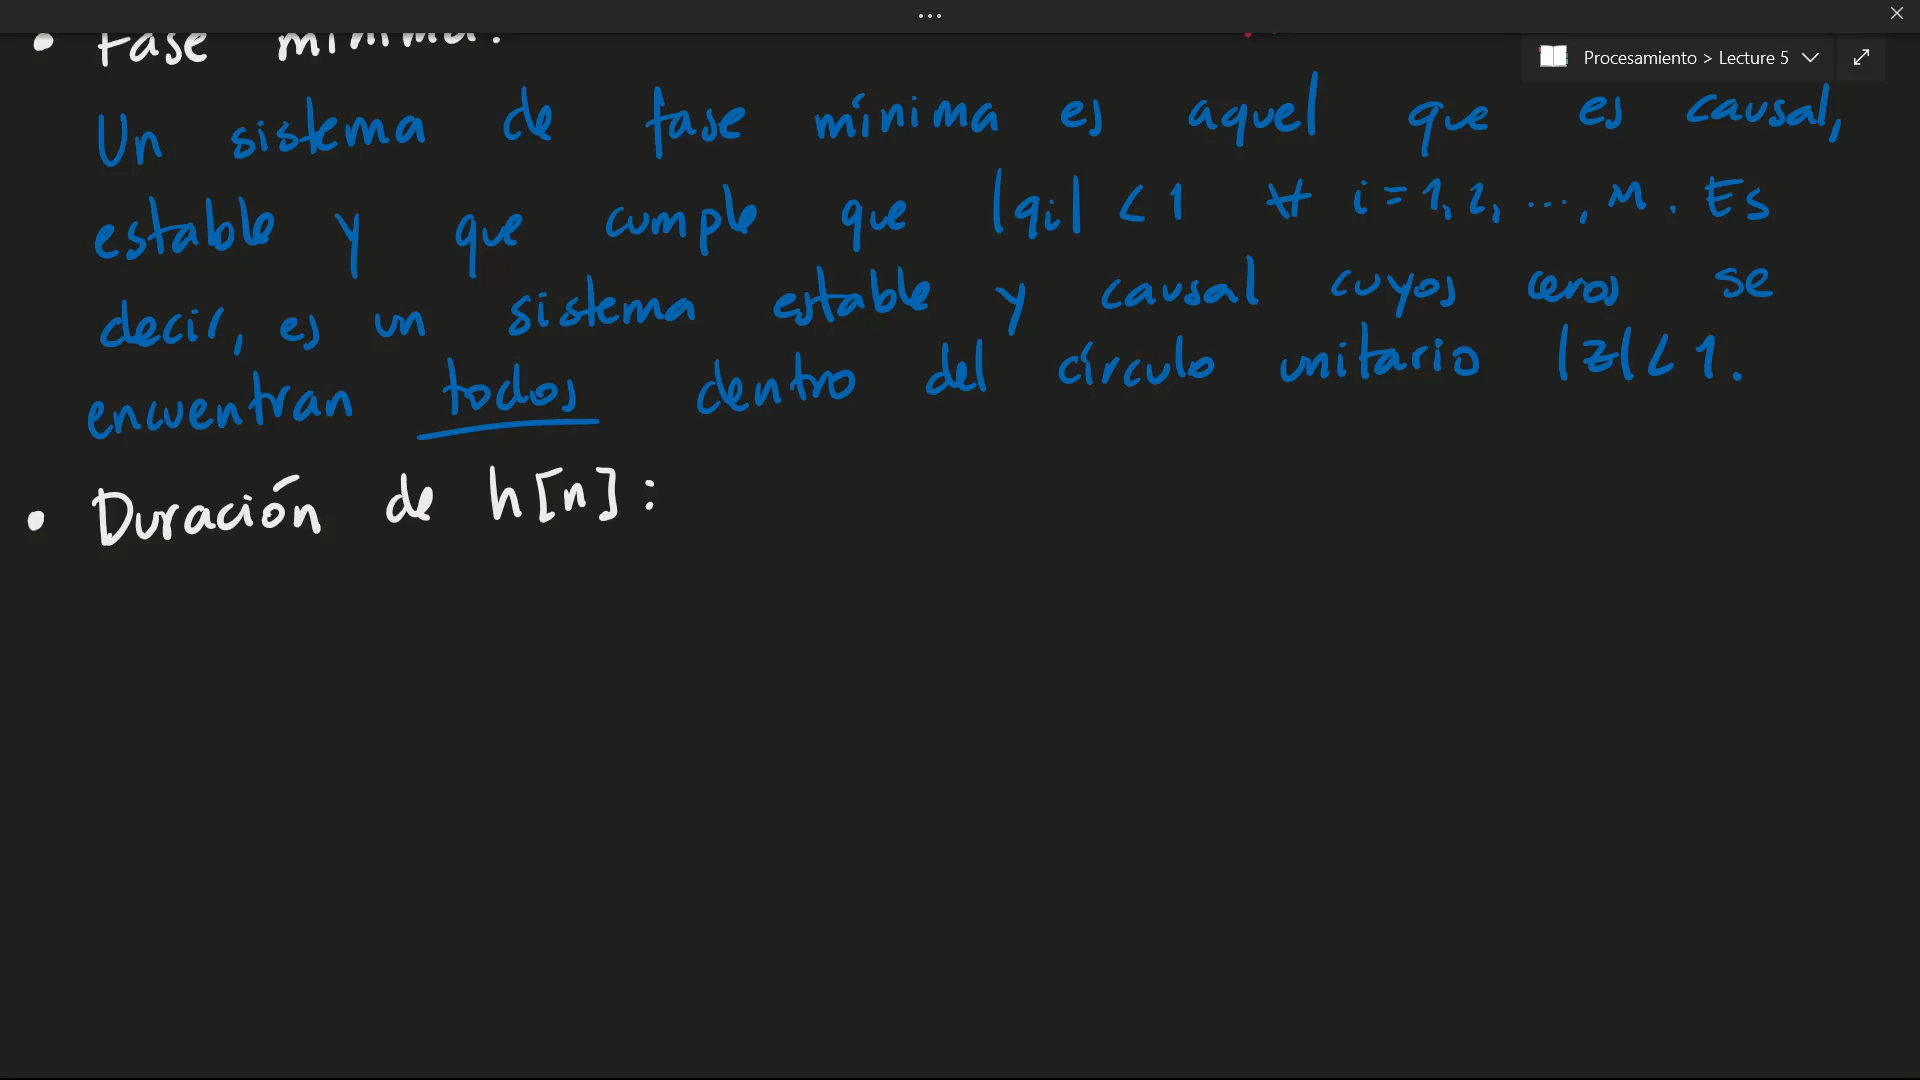 Procesamiento > Lecture 5
• Fase mínima:
Un sistema de fase mínima es aquel que es causal,
estable y que cumple que |qi| < 1 ∀ i = 1, 2, ..., M. Es
decir, es un sistema estable y causal cuyos ceros se
encuentran todos dentro del círculo unitario |z| < 1.
• Duración de h[n]: